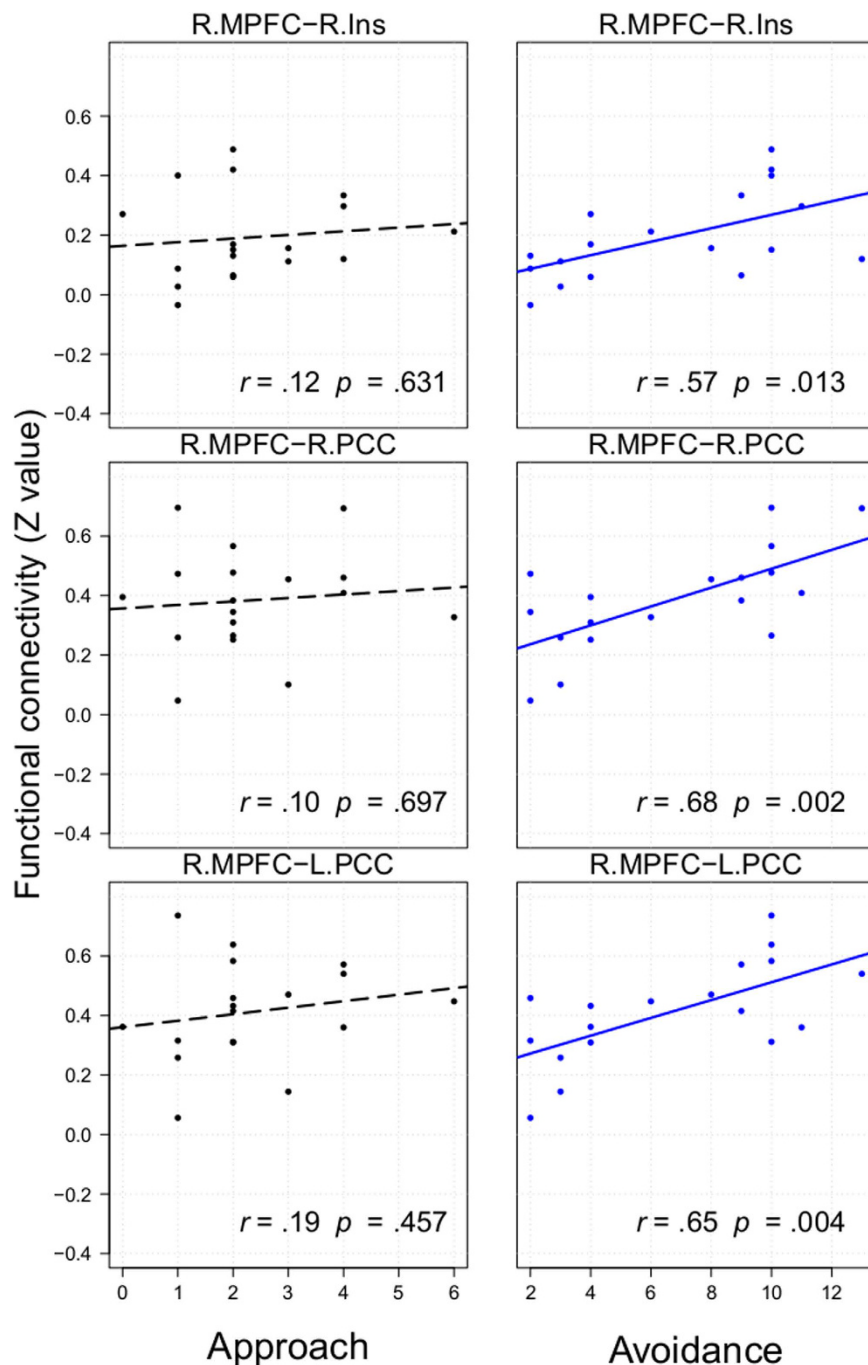 R.MPFC−R.Ins
R.MPFC−R.Ins
0.6
0.4
0.2
0.0
−0.2
−0.4
r = .12 p = .631
r = .57 p = .013
R.MPFC−R.PCC
R.MPFC−R.PCC
0.6
0.4
0.2
0.0
−0.2
−0.4
r = .10 p = .697
r = .68 p = .002
Functional connectivity (Z value)
R.MPFC−L.PCC
R.MPFC−L.PCC
0.6
0.4
0.2
0.0
−0.2
−0.4
r = .19 p = .457
r = .65 p = .004
0 1 2 3 4 5 6
2 4 6 8 10 12
Approach
Avoidance